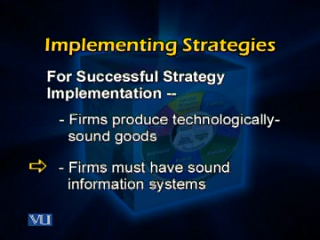 Implementing Strategies
For Successful Strategy
Implementation --
- Firms produce technologically-
sound goods
- Firms must have sound
information systems
VU